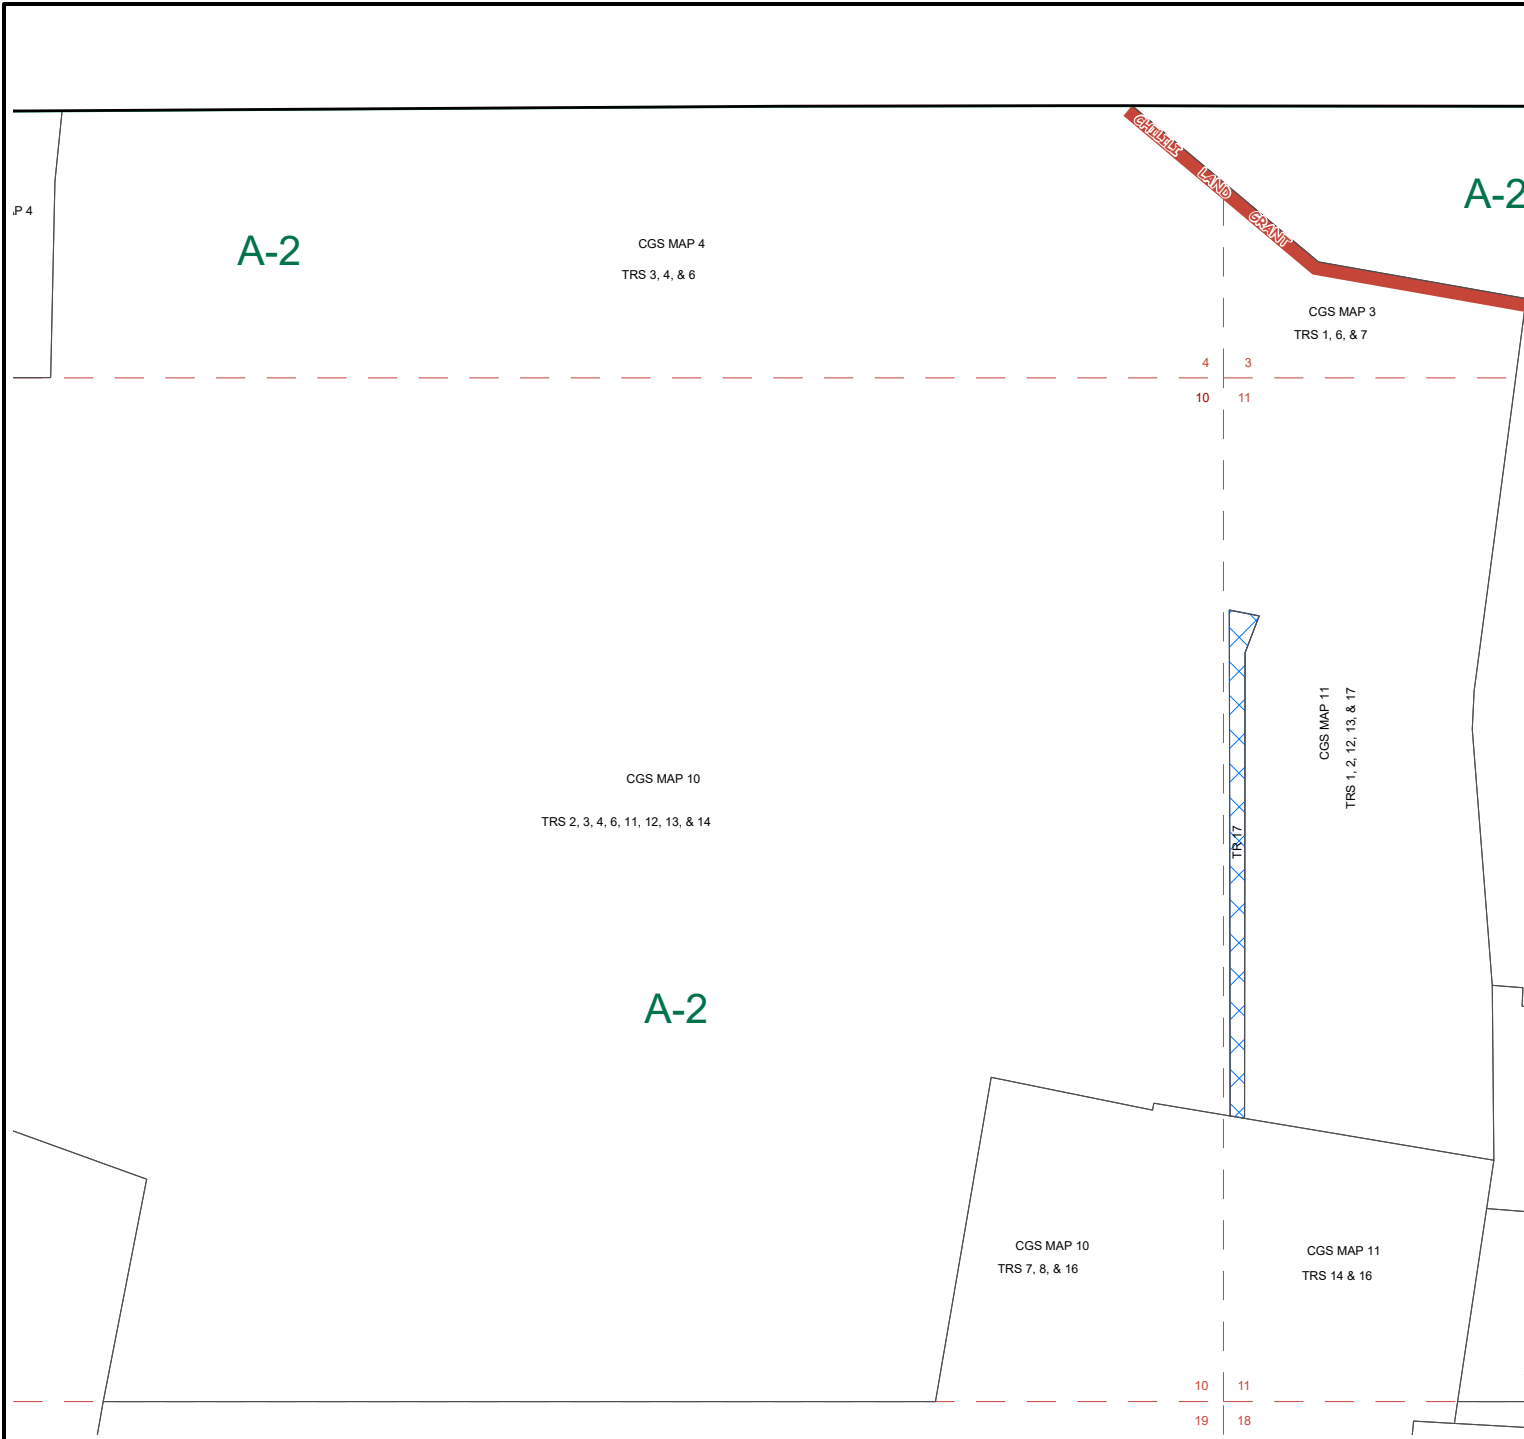 CHILILI LAND GRANT
A-2
P 4
A-2
CGS MAP 4
TRS 3, 4, & 6
CGS MAP 3
TRS 1, 6, & 7
4 3
10 11
CGS MAP 11
TRS 1, 2, 12, 13, & 17
CGS MAP 10
TRS 2, 3, 4, 6, 11, 12, 13, & 14
TR 17
A-2
CGS MAP 10
TRS 7, 8, & 16
CGS MAP 11
TRS 14 & 16
10 11
19 18